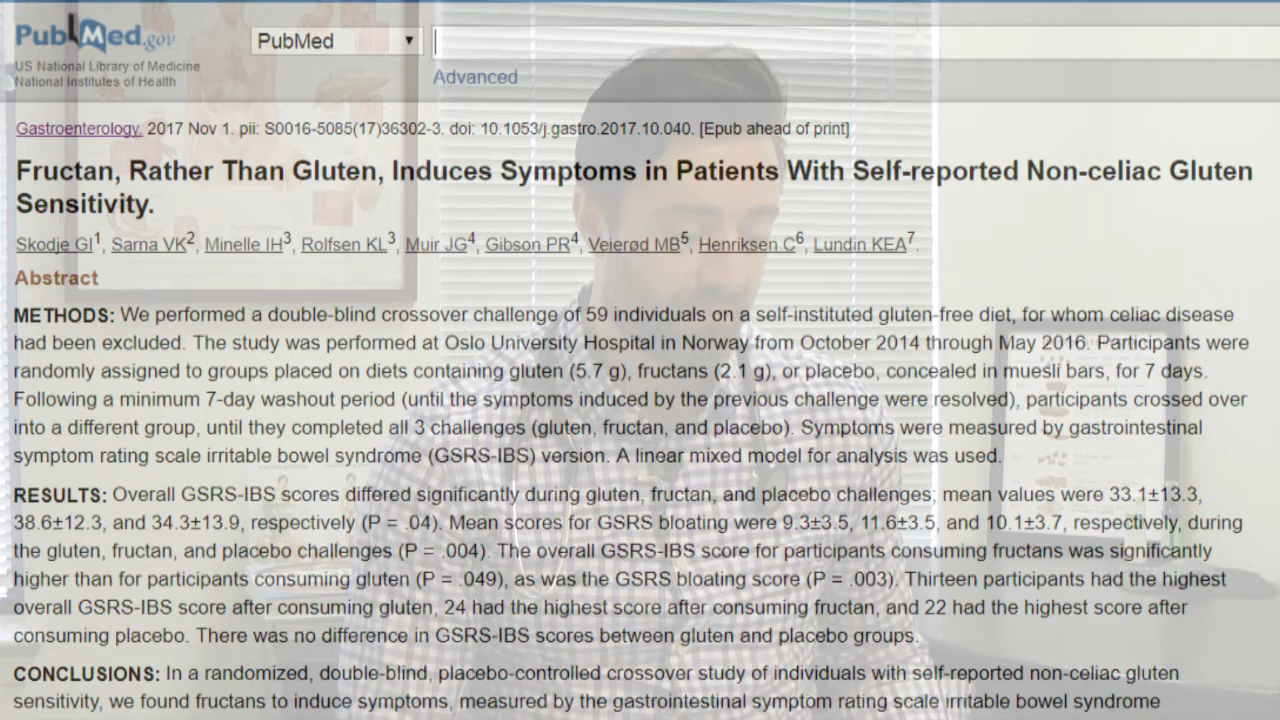 PubMed.gov
US National Library of Medicine
National Institutes of Health
PubMed
Advanced
Gastroenterology. 2017 Nov 1. pii: S0016-5085(17)36302-3. doi: 10.1053/j.gastro.2017.10.040. [Epub ahead of print]
Fructan, Rather Than Gluten, Induces Symptoms in Patients With Self-reported Non-celiac Gluten
Sensitivity.
Skodje GI1, Sarna VK2, Minelle IH3, Rolfsen KL3, Muir JG4, Gibson PR4, Veierød MB5, Henriksen C6, Lundin KEA7.
Abstract
METHODS: We performed a double-blind crossover challenge of 59 individuals on a self-instituted gluten-free diet, for whom celiac disease
had been excluded. The study was performed at Oslo University Hospital in Norway from October 2014 through May 2016. Participants were
randomly assigned to groups placed on diets containing gluten (5.7 g), fructans (2.1 g), or placebo, concealed in muesli bars, for 7 days.
Following a minimum 7-day washout period (until the symptoms induced by the previous challenge were resolved), participants crossed over
into a different group, until they completed all 3 challenges (gluten, fructan, and placebo). Symptoms were measured by gastrointestinal
symptom rating scale irritable bowel syndrome (GSRS-IBS) version. A linear mixed model for analysis was used.
RESULTS: Overall GSRS-IBS scores differed significantly during gluten, fructan, and placebo challenges; mean values were 33.1±13.3,
38.6±12.3, and 34.3±13.9, respectively (P = .04). Mean scores for GSRS bloating were 9.3±3.5, 11.6±3.5, and 10.1±3.7, respectively, during
the gluten, fructan, and placebo challenges (P = .004). The overall GSRS-IBS score for participants consuming fructans was significantly
higher than for participants consuming gluten (P = .049), as was the GSRS bloating score (P = .003). Thirteen participants had the highest
overall GSRS-IBS score after consuming gluten, 24 had the highest score after consuming fructan, and 22 had the highest score after
consuming placebo. There was no difference in GSRS-IBS scores between gluten and placebo groups.
CONCLUSIONS: In a randomized, double-blind, placebo-controlled crossover study of individuals with self-reported non-celiac gluten
sensitivity, we found fructans to induce symptoms, measured by the gastrointestinal symptom rating scale irritable bowel syndrome